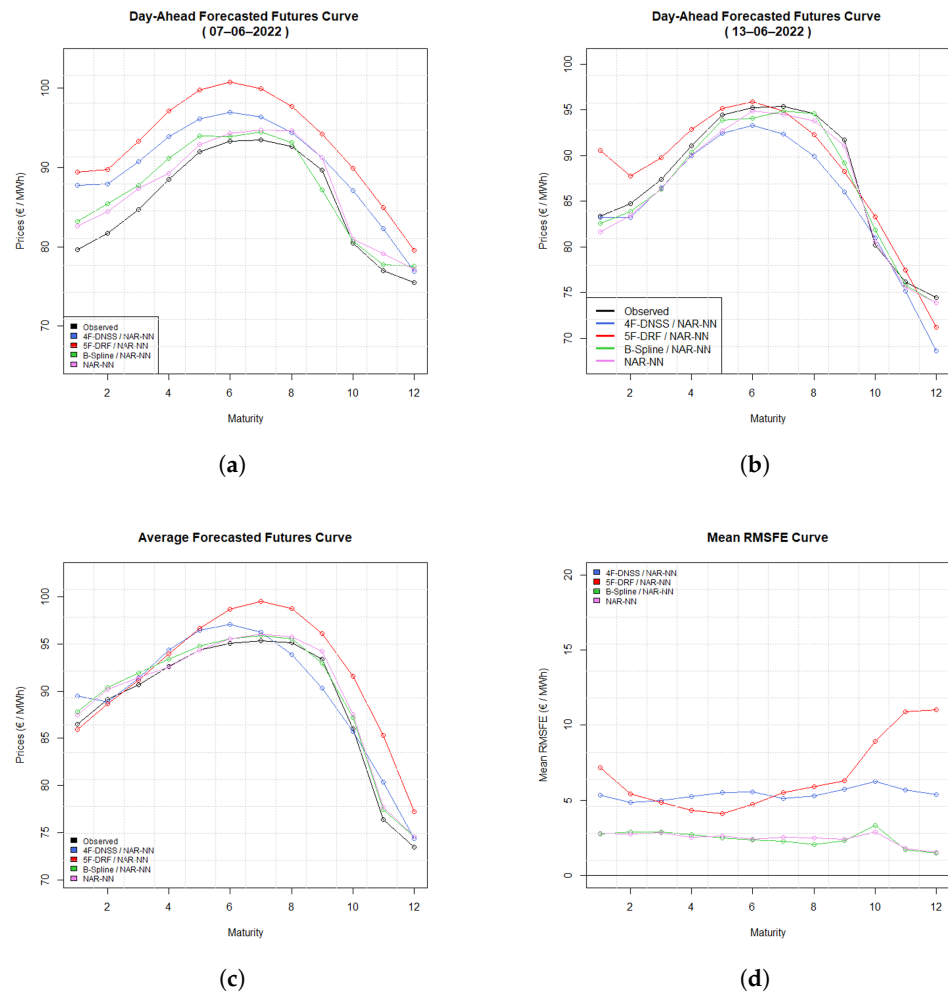 Day-Ahead Forecasted Futures Curve
( 07–06–2022 )
Prices (€ / MWh)
100
90
80
70
Observed
4F-DNSS / NAR-NN
5F-DRF / NAR-NN
B-Spline / NAR-NN
NAR-NN
2 4 6 8 10 12
Maturity
(a)
Day-Ahead Forecasted Futures Curve
( 13–06–2022 )
Prices (€ / MWh)
100
95
90
85
80
75
70
Observed
4F-DNSS / NAR-NN
5F-DRF / NAR-NN
B-Spline / NAR-NN
NAR-NN
2 4 6 8 10 12
Maturity
(b)
Average Forecasted Futures Curve
Prices (€ / MWh)
100
95
90
85
80
75
70
Observed
4F-DNSS / NAR-NN
5F-DRF / NAR-NN
B-Spline / NAR-NN
NAR-NN
2 4 6 8 10 12
Maturity
(c)
Mean RMSFE Curve
4F-DNSS / NAR-NN
5F-DRF / NAR-NN
B-Spline / NAR-NN
NAR-NN
Mean RMSFE (€ / MWh)
20
15
10
5
0
2 4 6 8 10 12
Maturity
(d)